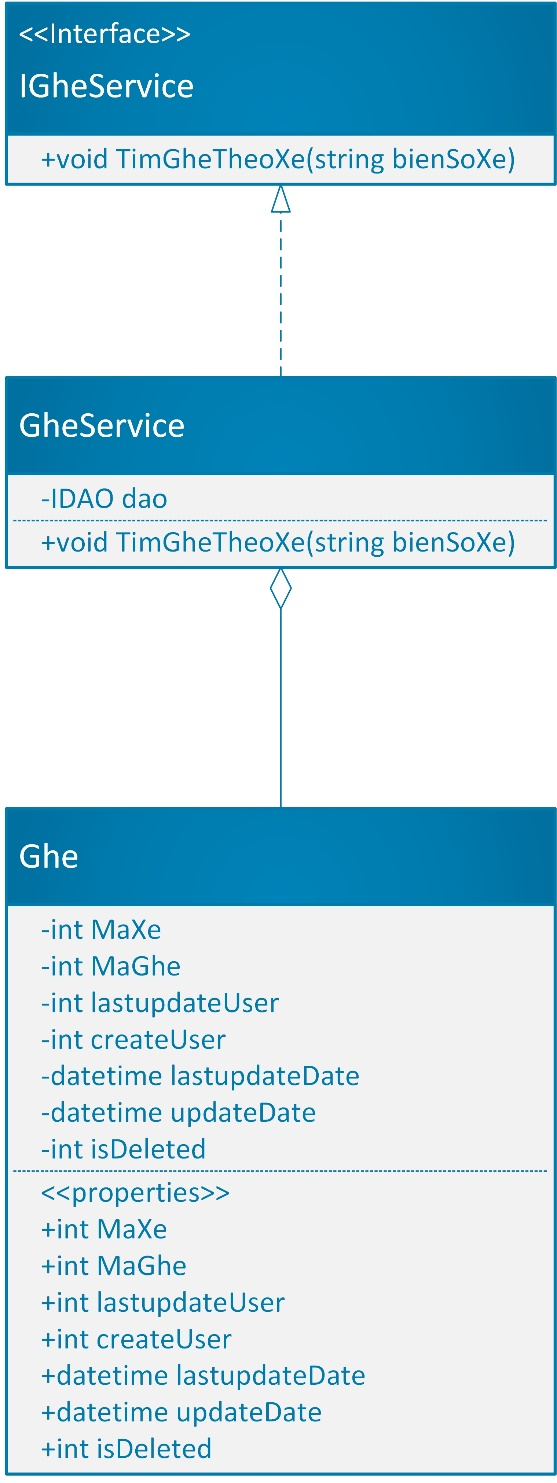 <<Interface>>
IGheService
+void TimGheTheoXe(string bienSoXe)
GheService
-IDAO dao
+void TimGheTheoXe(string bienSoXe)
Ghe
-int MaXe
-int MaGhe
-int lastupdateUser
-int createUser
-datetime lastupdateDate
-datetime updateDate
-int isDeleted
<<properties>>
+int MaXe
+int MaGhe
+int lastupdateUser
+int createUser
+datetime lastupdateDate
+datetime updateDate
+int isDeleted